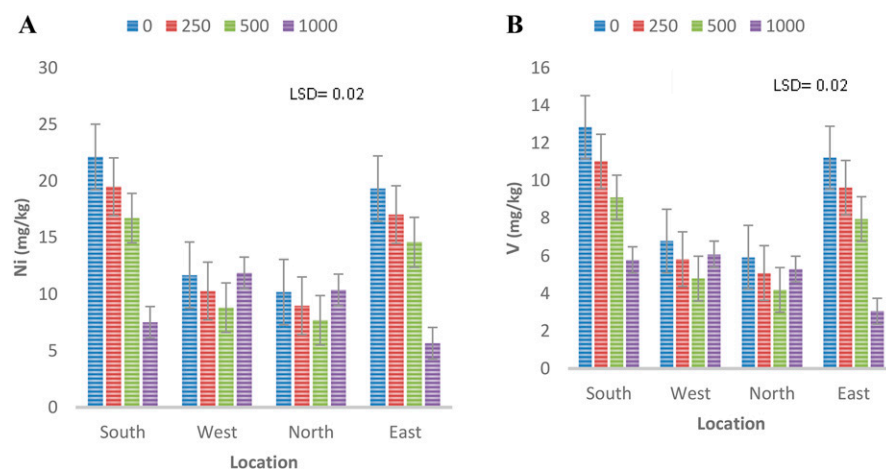 A
0 250 500 1000
LSD= 0.02
Ni (mg/kg)
30
25
20
15
10
5
0
South West North East
Location
B
0 250 500 1000
LSD= 0.02
V (mg/kg)
16
14
12
10
8
6
4
2
0
South West North East
Location